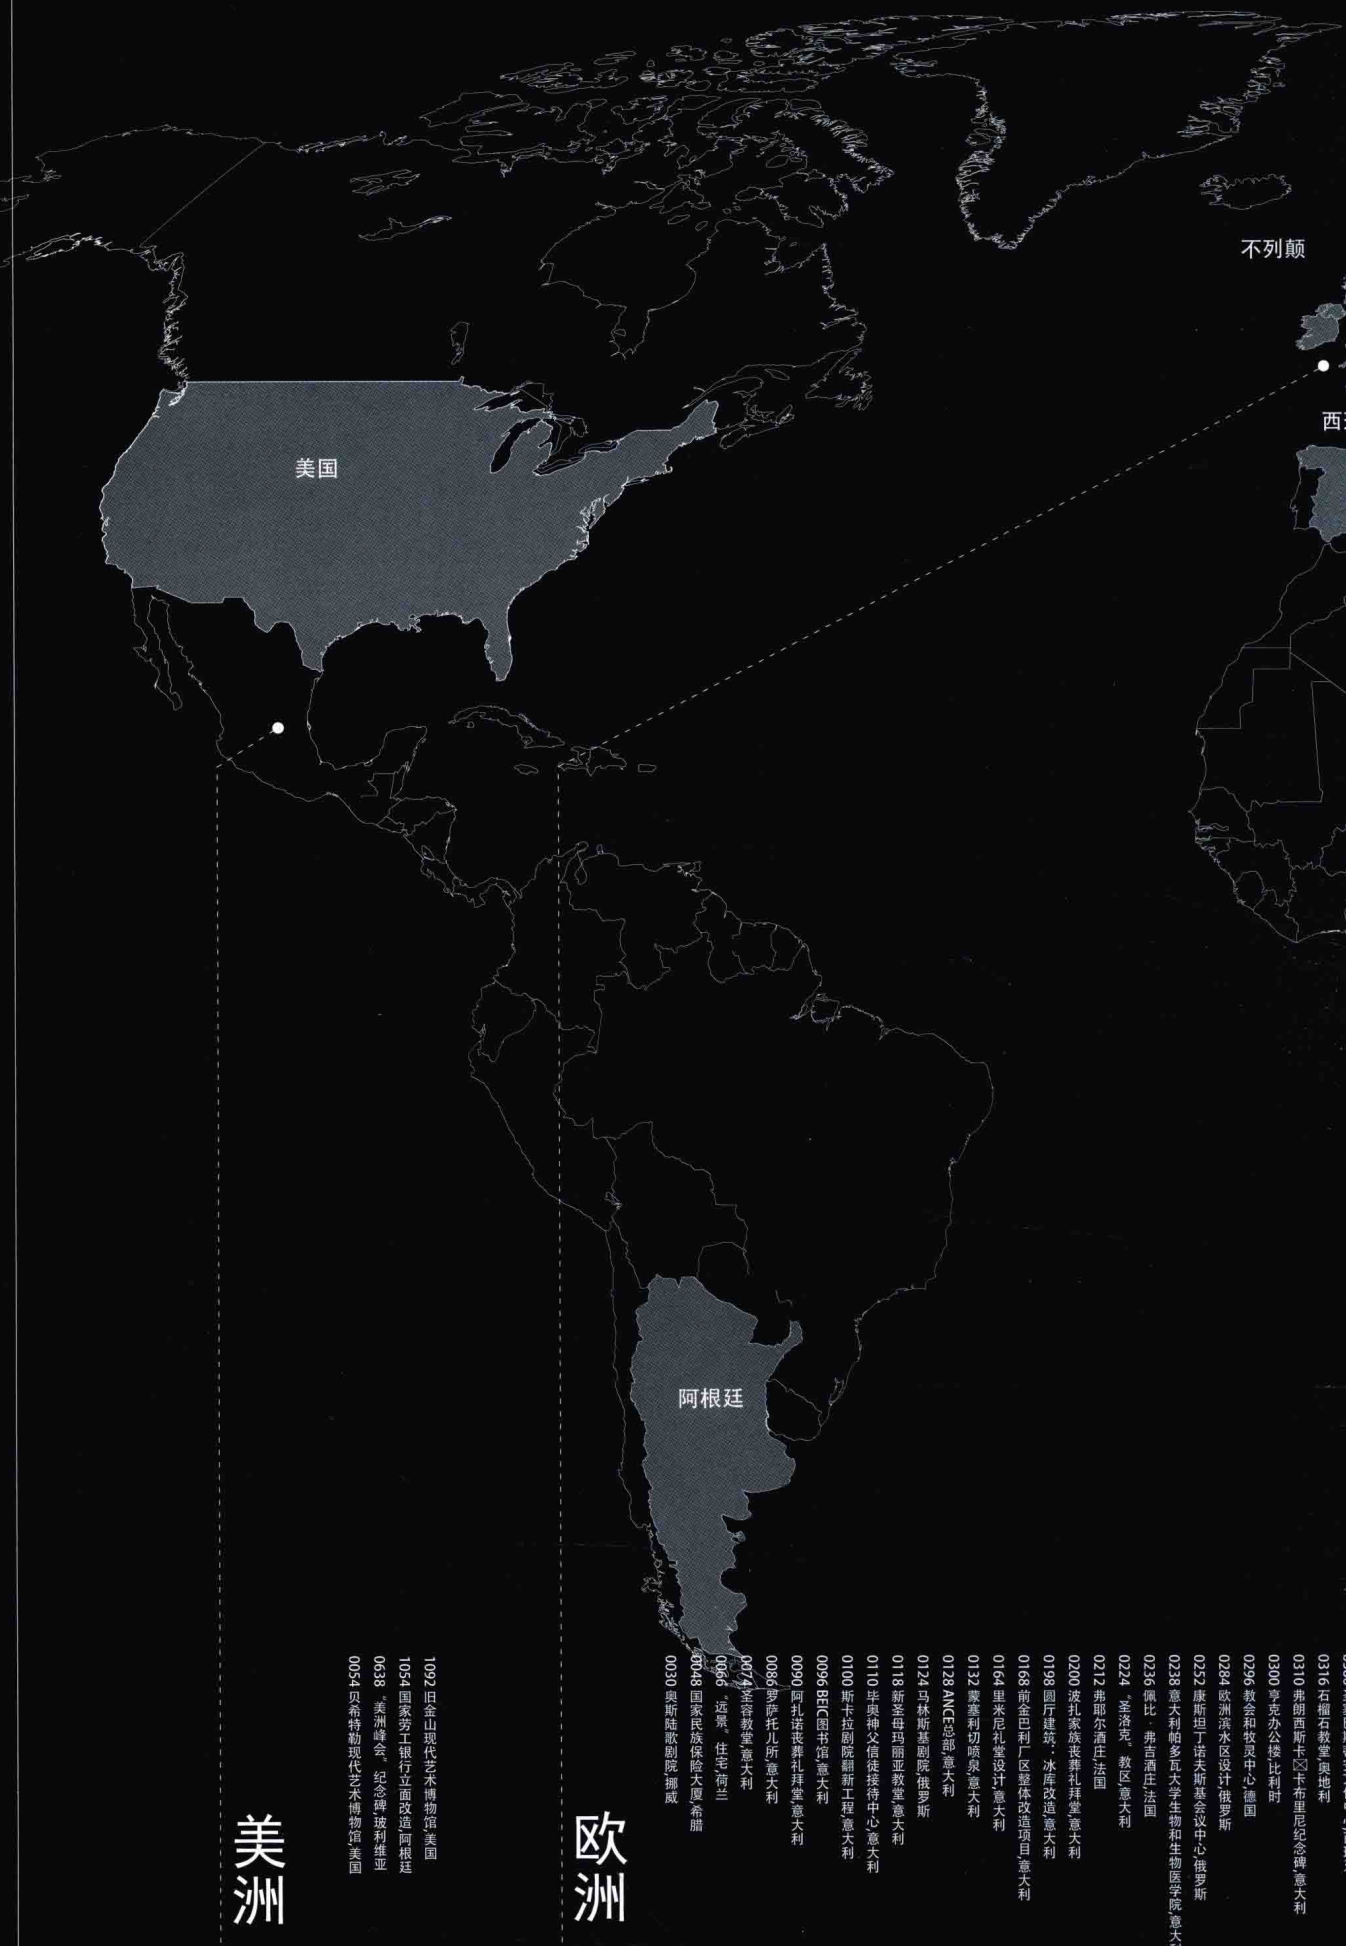 不列颠
西
美国
阿根廷
美洲
0054 贝希特勒现代艺术博物馆,美国
0638 “美洲峰会。”纪念碑,玻利维亚
1054 国家劳工银行立面改造,阿根廷
1092 旧金山现代艺术博物馆,美国
欧洲
0030 奥斯陆歌剧院,挪威
0048 国家民族保险大厦,希腊
0066 “远景”住宅,荷兰
0074 圣容教堂,意大利
0086 罗萨托儿所,意大利
0090 阿扎诺丧葬礼拜堂,意大利
0096 BEIC图书馆,意大利
0100 斯卡拉剧院翻新工程,意大利
0110 毕奥神父信徒接待中心,意大利
0118 新圣母玛丽亚教堂,意大利
0124 马林斯基剧院,俄罗斯
0128 ANCE总部,意大利
0132 蒙塞利切喷泉,意大利
0164 里米尼礼堂设计,意大利
0168 前金巴利厂区整体改造项目,意大利
0198 圆厅建筑：冰库改造,意大利
0200 波扎家族丧葬礼拜堂,意大利
0212 弗耶尔酒庄,法国
0224 “圣洛克”教区,意大利
0236 佩比·弗吉酒庄,法国
0238 意大利帕多瓦大学生物和生物医学院,意大
0252 康斯坦丁诺夫斯基会议中心,俄罗斯
0284 欧洲滨水区设计,俄罗斯
0296 教会和牧灵中心,德国
0300 亨克办公楼,比利时
0310 弗朗西斯卡☒卡布里尼纪念碑,意大利
0316 石榴石教堂,奥地利